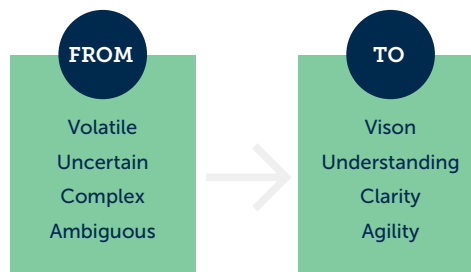 FROM
Volatile
Uncertain
Complex
Ambiguous
TO
Vison
Understanding
Clarity
Agility